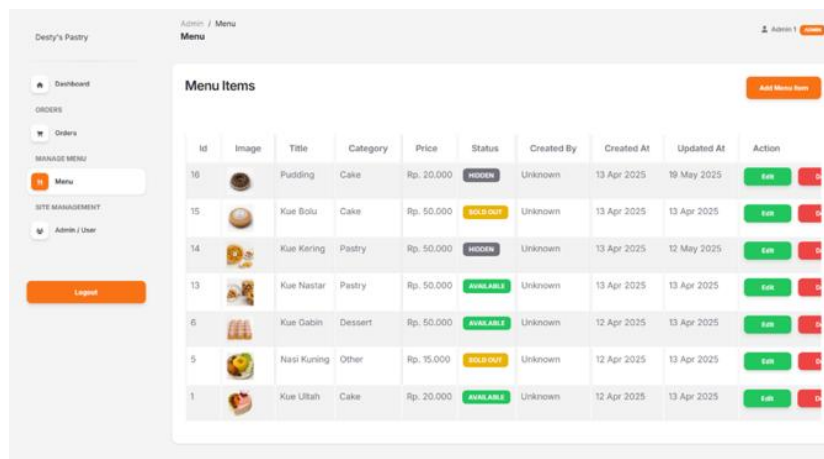 Admin / Menu
Menu
Admin 1 ADMIN
Desty's Pastry
Dashboard
ORDERS
Orders
MANAGE MENU
Menu
SITE MANAGEMENT
Admin / User
Logout
Menu Items
Add Menu Item
Id Image Title Category Price Status Created By Created At Updated At Action
16 Pudding Cake Rp. 20.000 HIDDEN Unknown 13 Apr 2025 19 May 2025 Edit D
15 Kue Bolu Cake Rp. 50.000 SOLD OUT Unknown 13 Apr 2025 13 Apr 2025 Edit D
14 Kue Kering Pastry Rp. 50.000 HIDDEN Unknown 13 Apr 2025 12 May 2025 Edit D
13 Kue Nastar Pastry Rp. 50.000 AVAILABLE Unknown 13 Apr 2025 13 Apr 2025 Edit D
6 Kue Gabin Dessert Rp. 50.000 AVAILABLE Unknown 12 Apr 2025 13 Apr 2025 Edit D
5 Nasi Kuning Other Rp. 15.000 SOLD OUT Unknown 12 Apr 2025 13 Apr 2025 Edit D
1 Kue Ultah Cake Rp. 20.000 AVAILABLE Unknown 12 Apr 2025 13 Apr 2025 Edit D